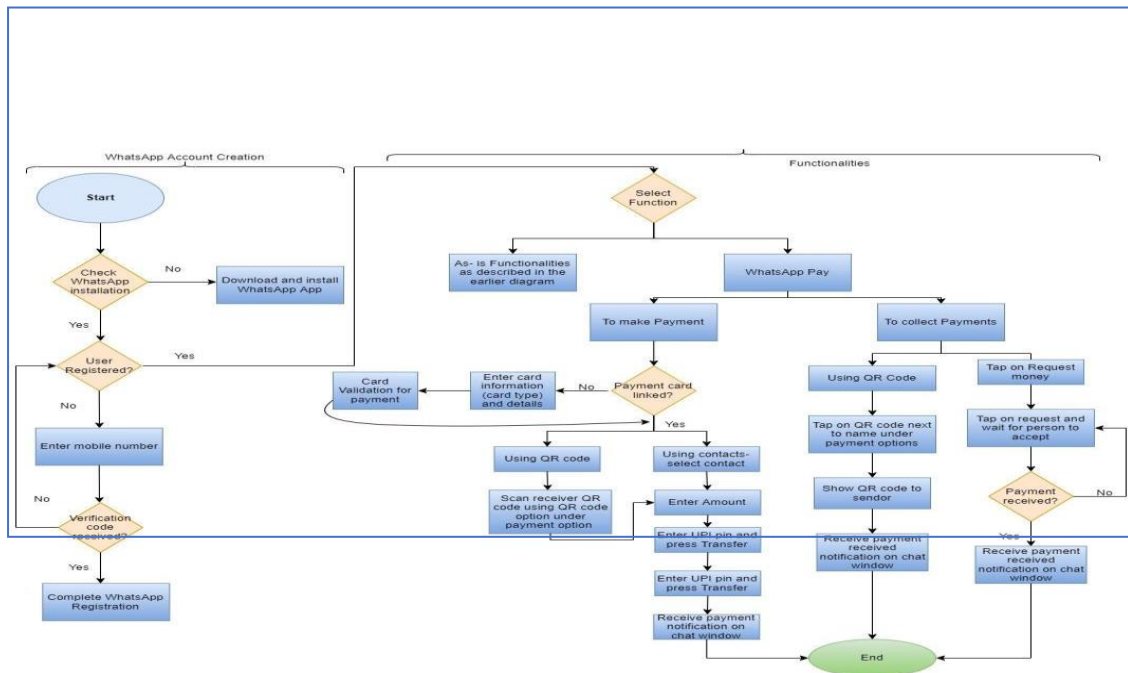 WhatsApp Account Creation
Functionalities
Start
Check
WhatsApp
installation
No
Download and install
WhatsApp App
Yes
User
Registered?
Yes
No
Enter mobile number
No
Verification
code
received?
Yes
Complete WhatsApp
Registration
Select
Function
As- is Functionalities
as described in the
earlier diagram
WhatsApp Pay
To make Payment
To collect Payments
Payment card
linked?
No
Enter card
information
(card type)
and details
Card
Validation for
payment
Yes
Using QR code
Using contacts-
select contact
Scan receiver QR
code using QR code
option under
payment option
Enter Amount
Enter UPI pin and
press Transfer
Enter UPI pin and
press Transfer
Receive payment
notification on
chat window
Using QR Code
Tap on QR code next
to name under
payment options
Show QR code to
sendor
Receive payment
received
notification on chat
window
Tap on Request
money
Tap on request and
wait for person to
accept
Payment
received?
No
Yes
Receive payment
received
notification on chat
window
End